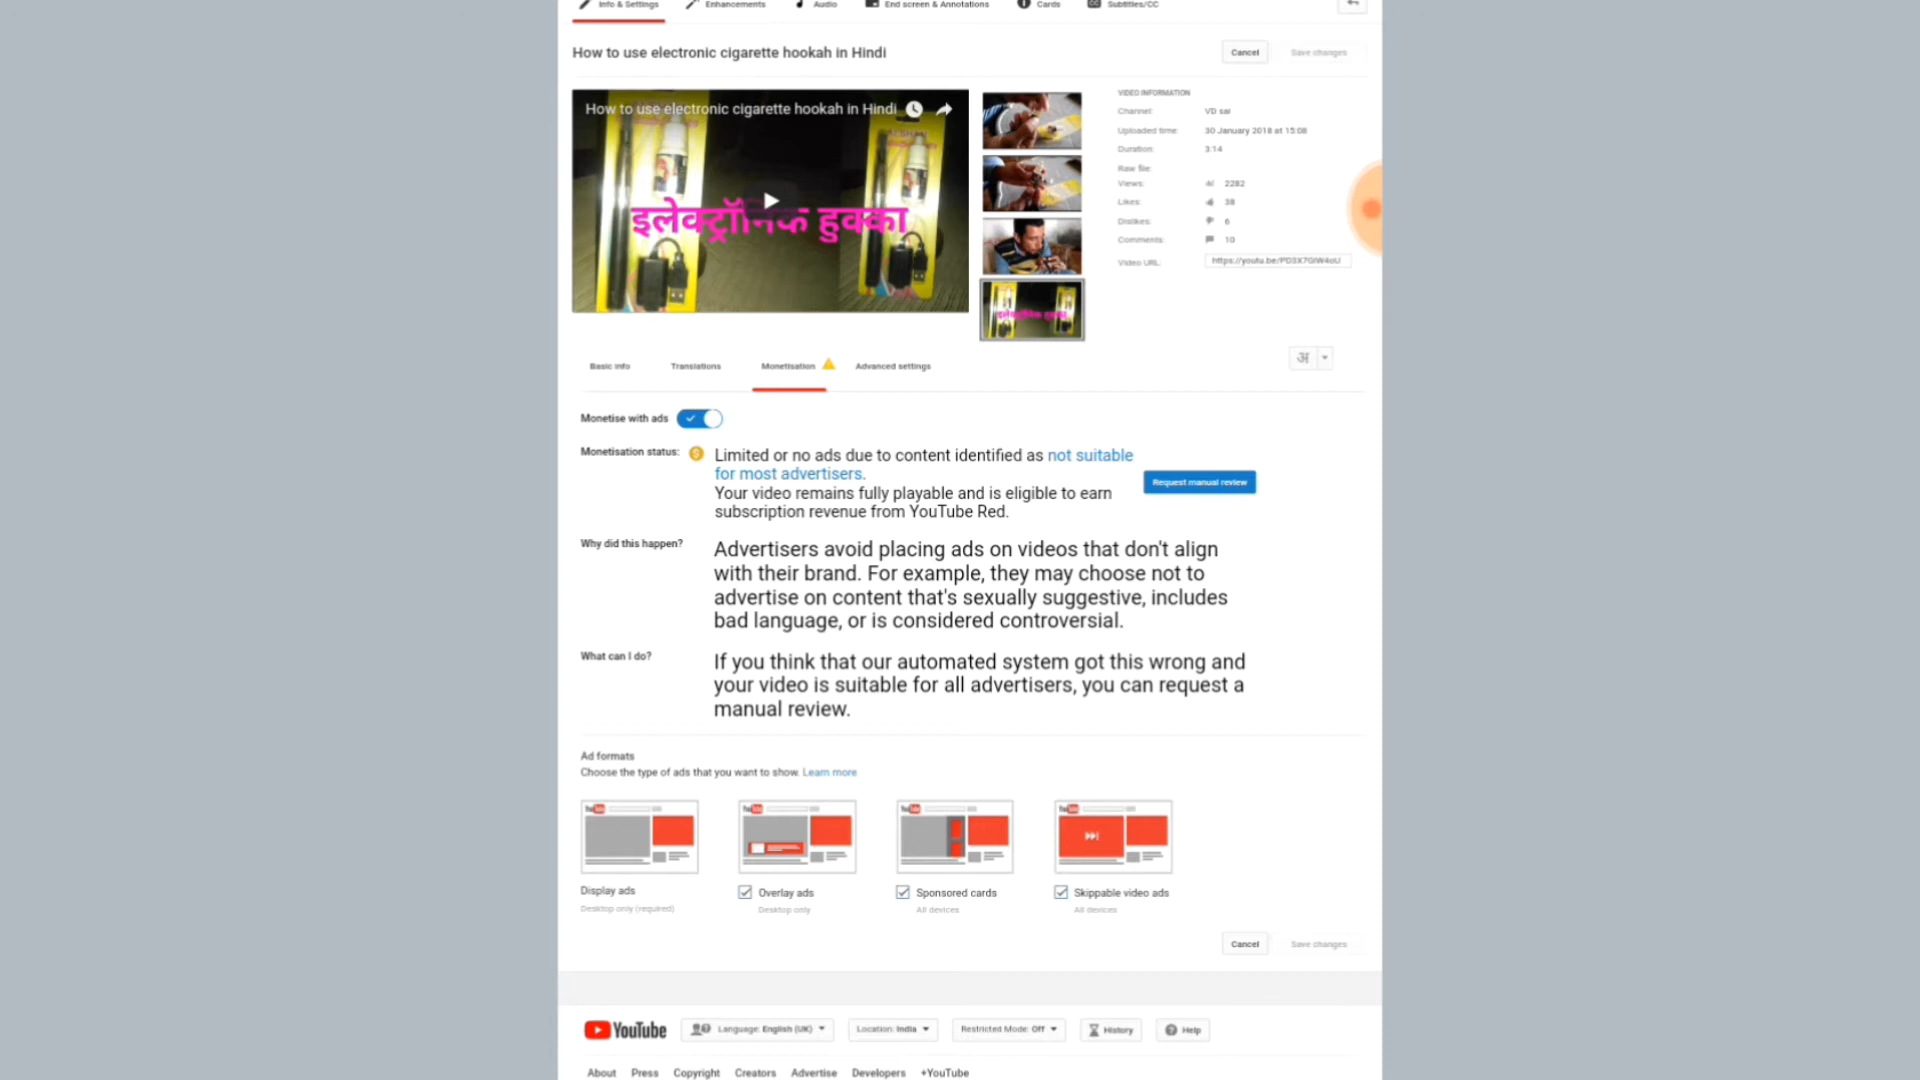 Info & Settings Enhancements Audio End screen & Annotations Cards Subtitles/CC
How to use electronic cigarette hookah in Hindi
Cancel Save changes
How to use electronic cigarette hookah in Hindi
इलेक्ट्रॉनिक हुक्का
VIDEO INFORMATION
Channel: VD sai
Uploaded time: 30 January 2018 at 15:08
Duration: 3:14
Raw file:
Views: 2282
Likes: 38
Dislikes: 6
Comments: 10
Video URL:
Basic info Translations Monetisation Advanced settings
अ
Monetise with ads
Monetisation status: Limited or no ads due to content identified as not suitable
for most advertisers.
Your video remains fully playable and is eligible to earn
subscription revenue from YouTube Red.
Request manual review
Why did this happen? Advertisers avoid placing ads on videos that don't align
with their brand. For example, they may choose not to
advertise on content that's sexually suggestive, includes
bad language, or is considered controversial.
What can I do? If you think that our automated system got this wrong and
your video is suitable for all advertisers, you can request a
manual review.
Ad formats
Choose the type of ads that you want to show. Learn more
Display ads Overlay ads Sponsored cards Skippable video ads
Desktop only (required) Desktop only All devices All devices
Cancel Save changes
YouTube Language: English (UK) Location: India Restricted Mode: Off History Help
About Press Copyright Creators Advertise Developers +YouTube